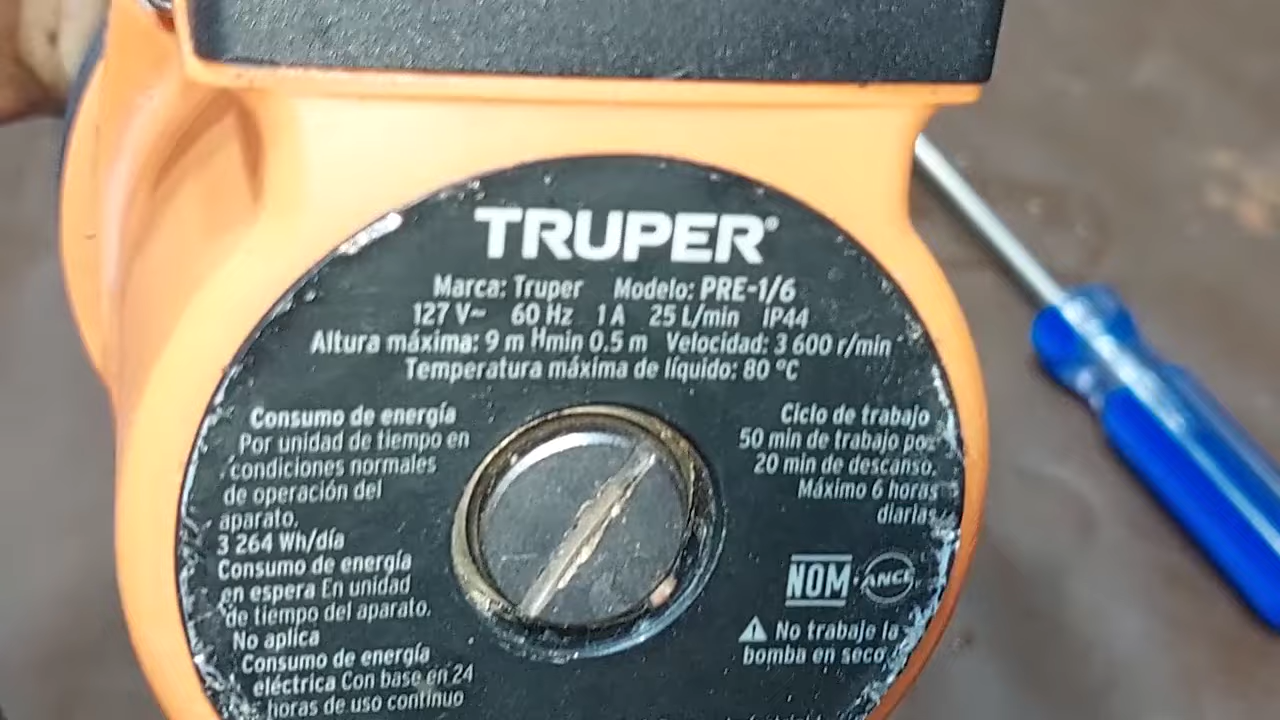 TRUPER®
Marca: Truper Modelo: PRE-1/6
127 V~ 60 Hz 1 A 25 L/min IP44
Altura máxima: 9 m Hmin 0.5 m Velocidad: 3 600 r/min
Temperatura máxima de líquido: 80 °C
Consumo de energía
Por unidad de tiempo en
condiciones normales
de operación del
aparato.
3 264 Wh/día
Consumo de energía
en espera En unidad
de tiempo del aparato.
No aplica
Consumo de energía
eléctrica Con base en 24
horas de uso continuo
Ciclo de trabajo
50 min de trabajo por
20 min de descanso.
Máximo 6 horas
diarias.
NOM ANCE
No trabaje la
bomba en seco